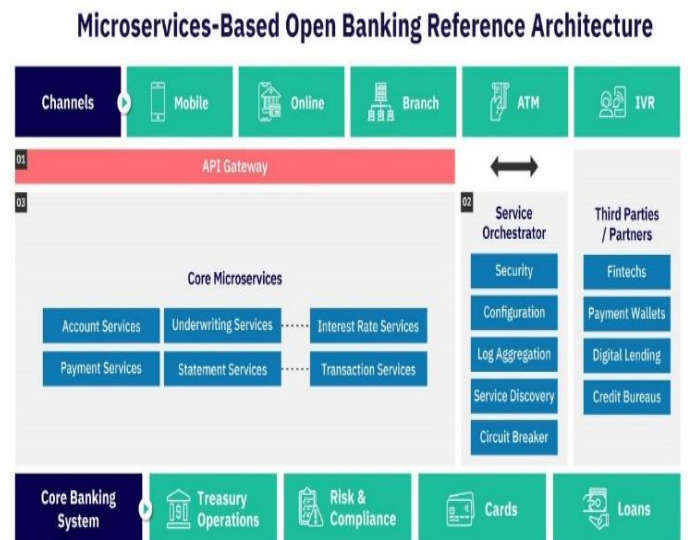 Microservices-Based Open Banking Reference Architecture
Channels
Mobile
Online
Branch
ATM
IVR
01
API Gateway
03
Core Microservices
Account Services
Underwriting Services
Interest Rate Services
Payment Services
Statement Services
Transaction Services
02
Service
Orchestrator
Security
Configuration
Log Aggregation
Service Discovery
Circuit Breaker
Third Parties
/ Partners
Fintechs
Payment Wallets
Digital Lending
Credit Bureaus
Core Banking
System
Treasury
Operations
Risk &
Compliance
Cards
Loans